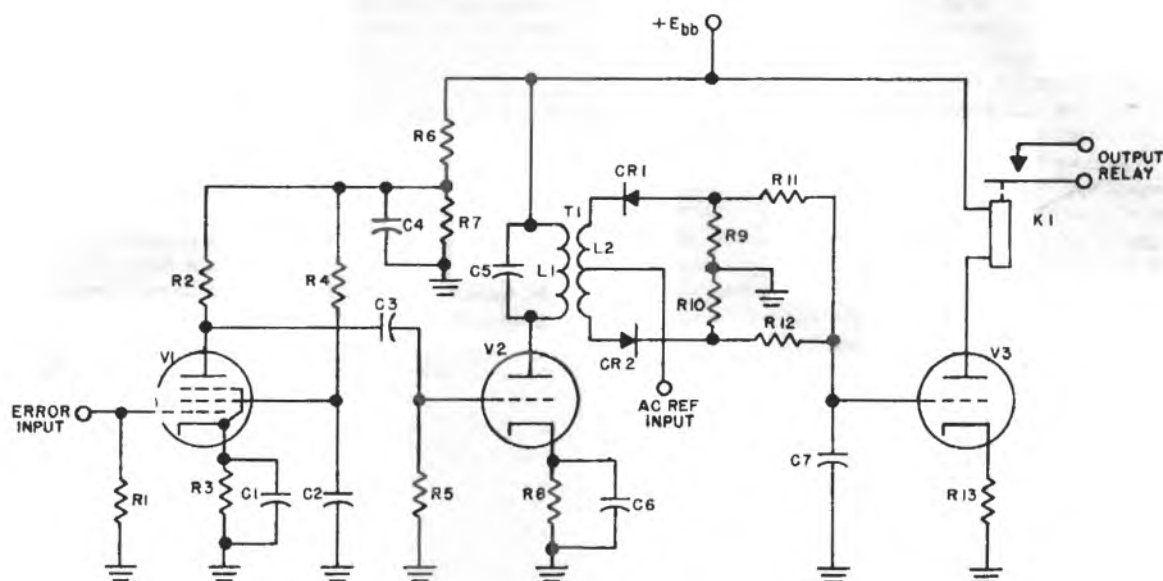 +Ebb
R6
CR1
R11
OUTPUT
RELAY
T1
C4
R7
K1
L2
R9
R2
R4
C5
L1
C3
R10
R12
V1
V2
CR2
V3
ERROR
INPUT
AC REF
INPUT
C7
R1
R3
C1
C2
R5
R8
C6
R13